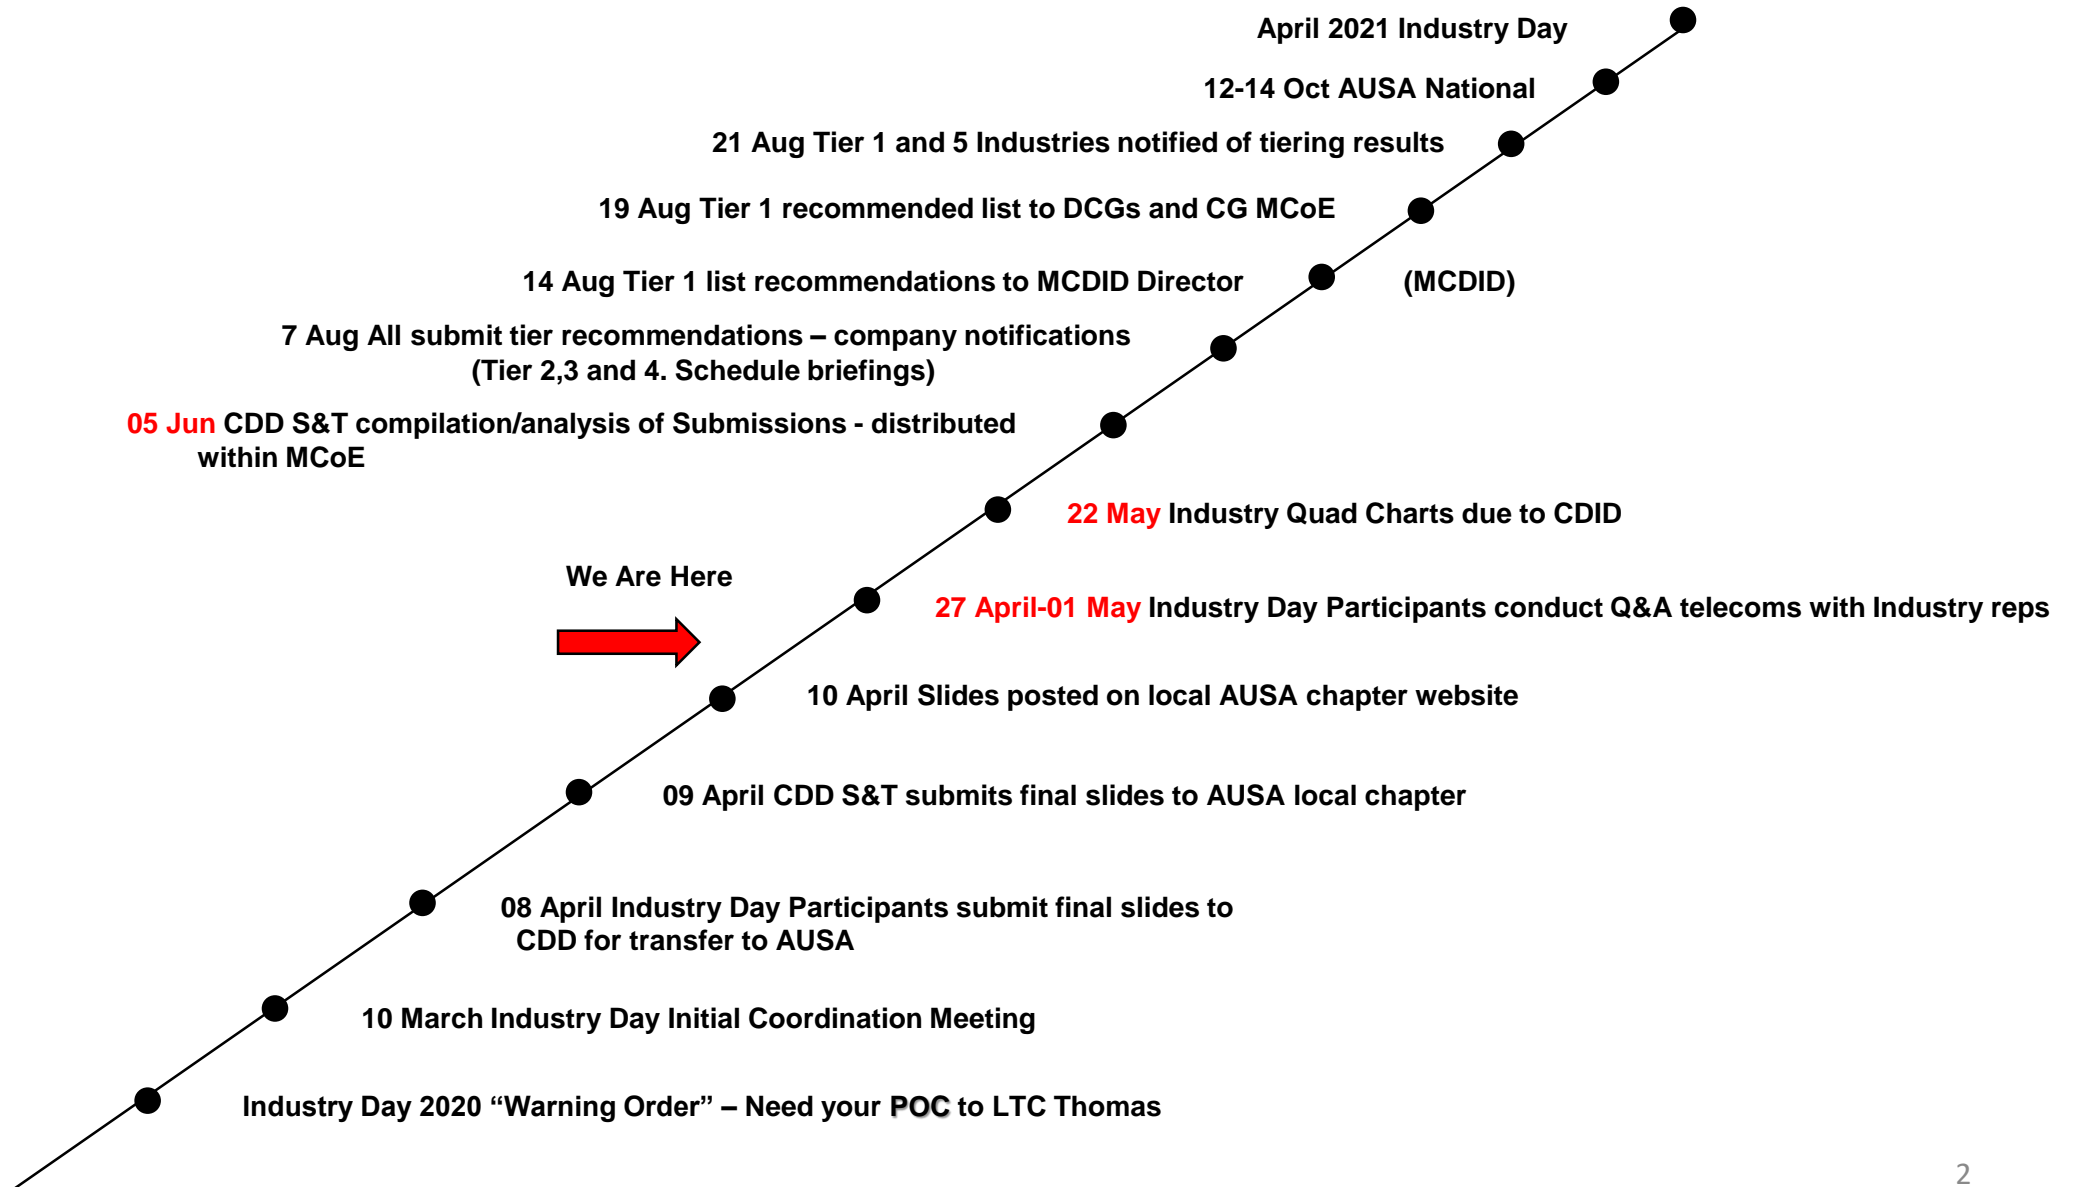 April 2021 Industry Day
12-14 Oct AUSA National
21 Aug Tier 1 and 5 Industries notified of tiering results
19 Aug Tier 1 recommended list to DCGs and CG MCoE
14 Aug Tier 1 list recommendations to MCDID Director
(MCDID)
7 Aug All submit tier recommendations – company notifications
(Tier 2,3 and 4. Schedule briefings)
05 Jun CDD S&T compilation/analysis of Submissions - distributed
within MCoE
22 May Industry Quad Charts due to CDID
We Are Here
27 April-01 May Industry Day Participants conduct Q&A telecoms with Industry reps
10 April Slides posted on local AUSA chapter website
09 April CDD S&T submits final slides to AUSA local chapter
08 April Industry Day Participants submit final slides to
CDD for transfer to AUSA
10 March Industry Day Initial Coordination Meeting
Industry Day 2020 “Warning Order” – Need your POC to LTC Thomas
2